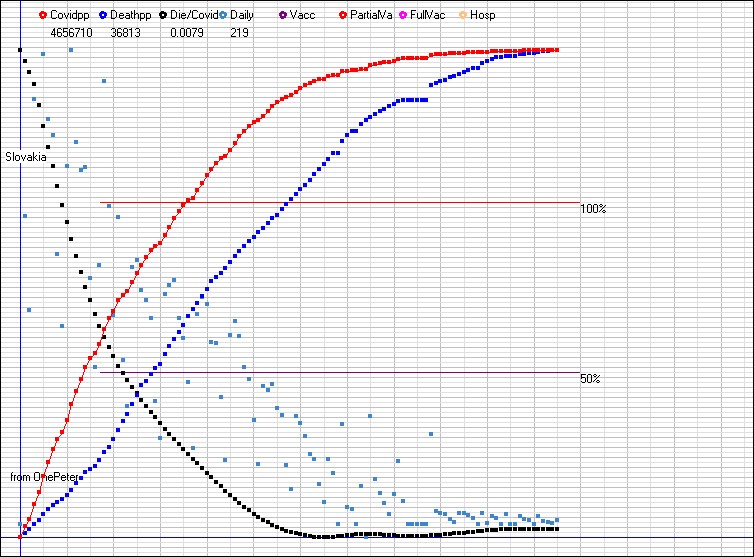 Covidpp Deathpp Die/Covid Daily Vacc PartialVa FullVac Hosp
4656710 36813 0.0079 219
Slovakia
100%
50%
from OnePeter